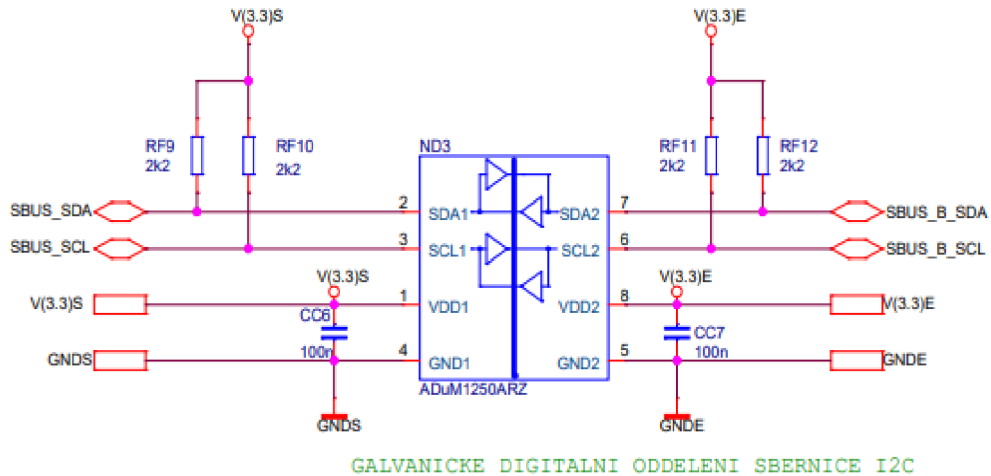 V(3.3)S V(3.3)E
RF9 2k2 RF10 2k2 ND3 RF11 2k2 RF12 2k2
SBUS_SDA 2 SDA1 SDA2 7 SBUS_B_SDA
SBUS_SCL 3 SCL1 SCL2 6 SBUS_B_SCL
V(3.3)S V(3.3)E
V(3.3)S 1 VDD1 VDD2 8 V(3.3)E
CC6 100n CC7 100n
GNDS 4 GND1 GND2 5 GNDE
ADuM1250ARZ
GNDS GNDE
GALVANICKE DIGITALNI ODDELENI SBERNICE I2C